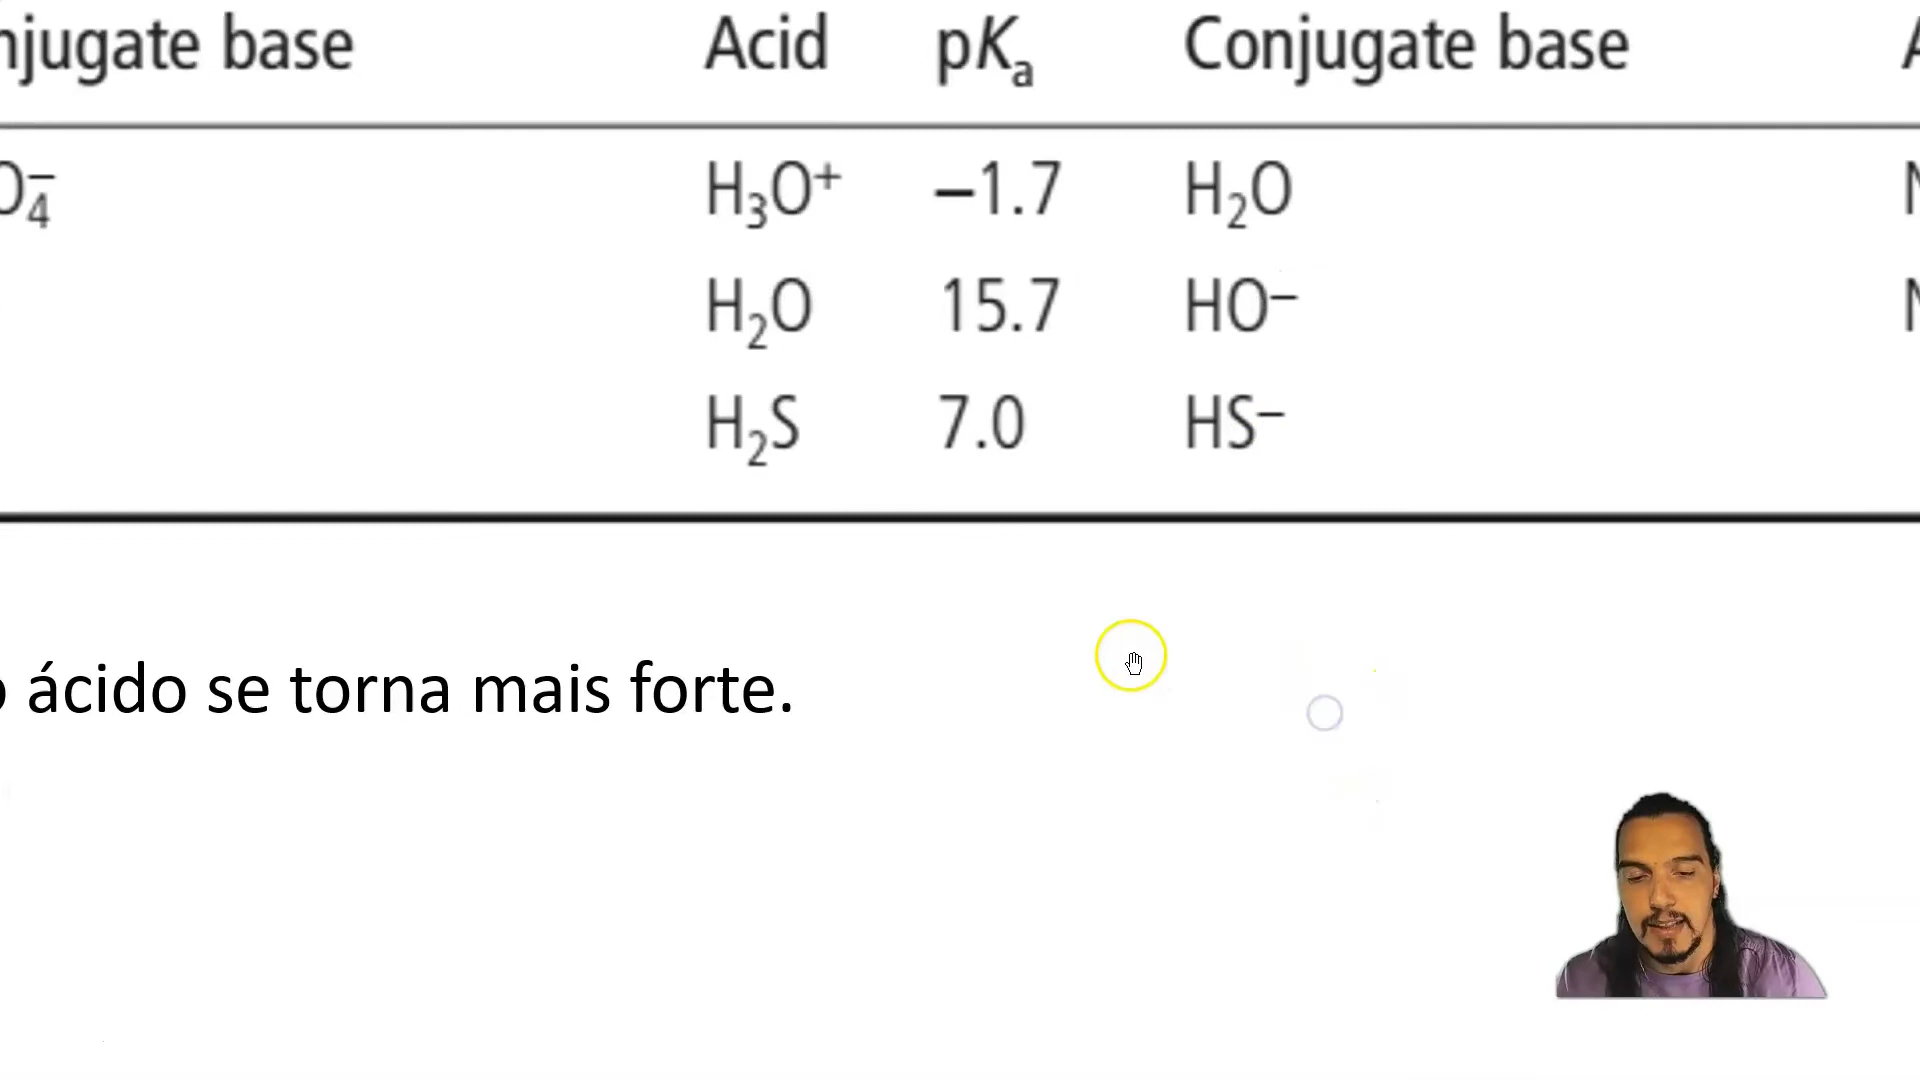 njugate base Acid pKa Conjugate base A
O4− H3O+ −1.7 H2O N
H2O 15.7 HO− N
H2S 7.0 HS−
o ácido se torna mais forte.